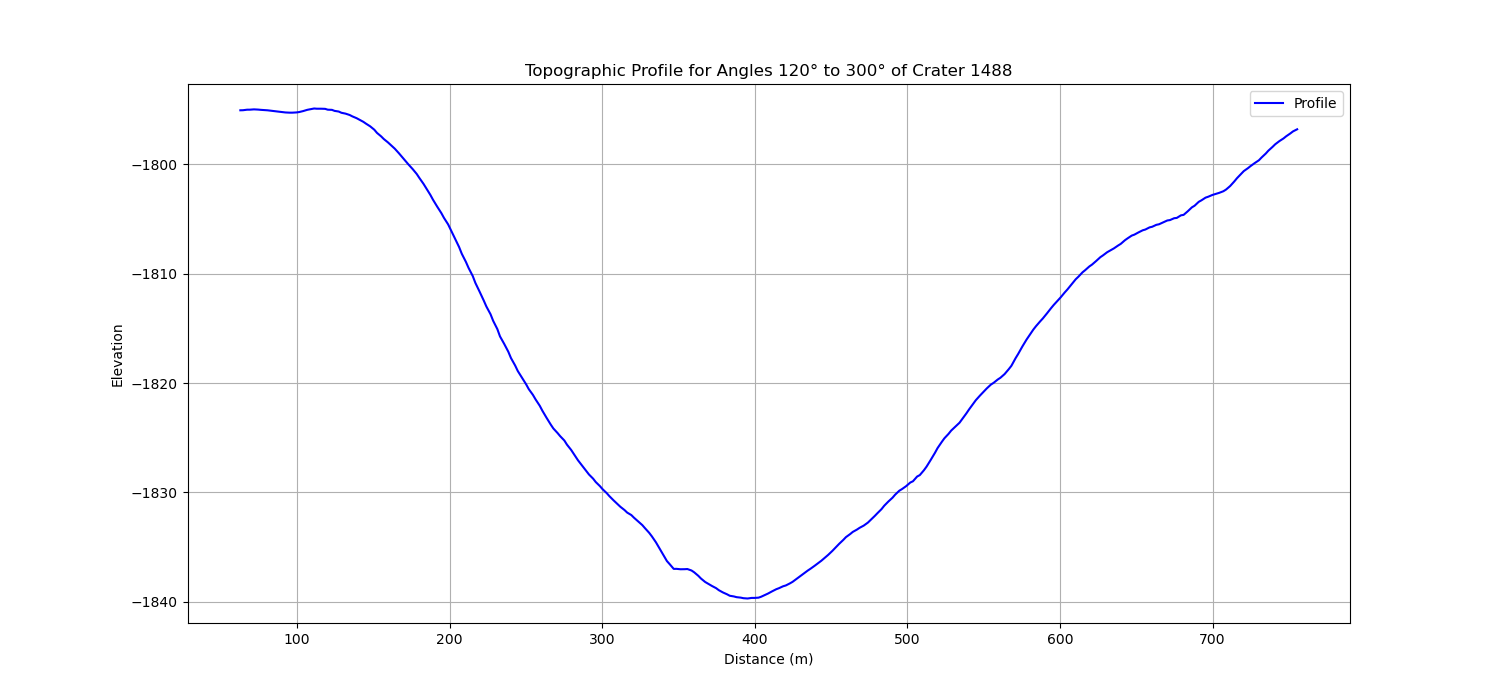 Topographic Profile for Angles 120° to 300° of Crater 1488
Profile
Elevation
−1800
−1810
−1820
−1830
−1840
100 200 300 400 500 600 700
Distance (m)